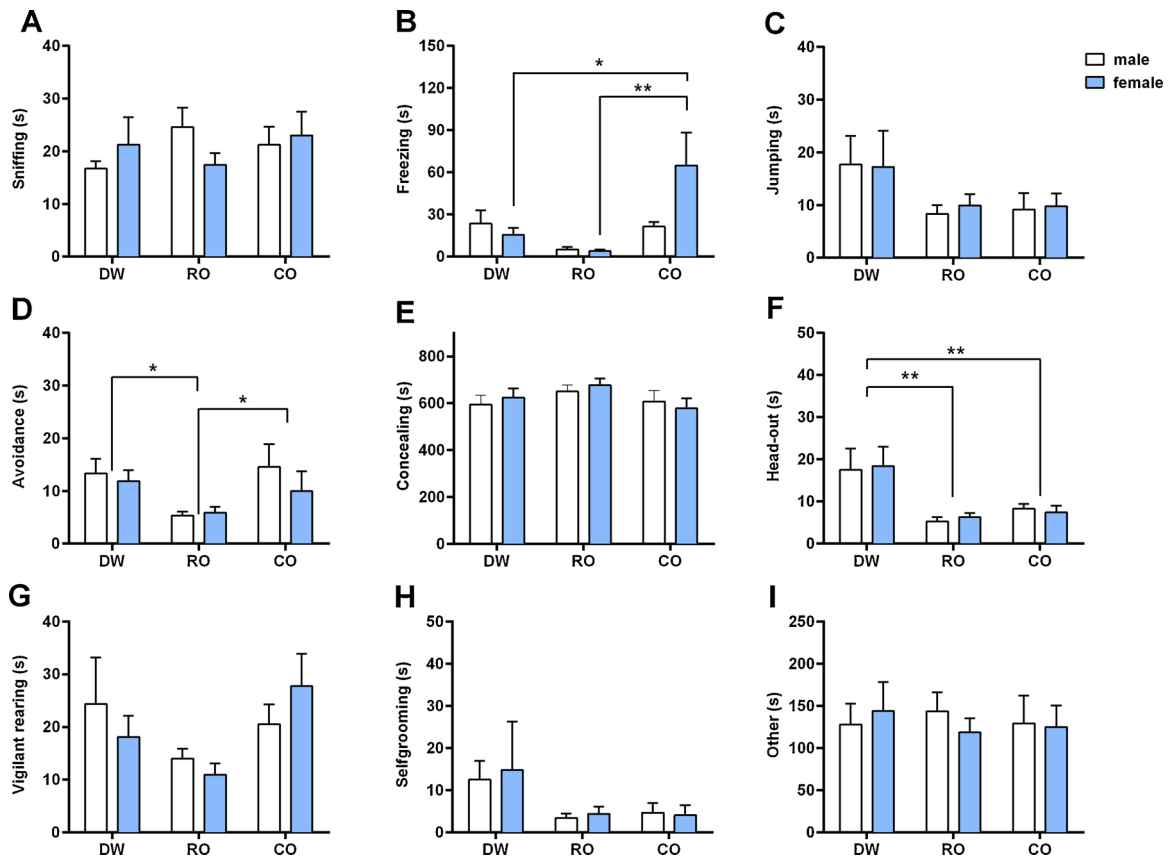 A
Sniffing (s)
40
30
20
10
0
DW RO CO
B
Freezing (s)
150
120
90
60
30
0
*
**
DW RO CO
C
Jumping (s)
40
30
20
10
0
DW RO CO
male
female
D
Avoidance (s)
40
30
20
10
0
*
*
DW RO CO
E
Concealing (s)
800
600
400
200
0
DW RO CO
F
Head-out (s)
50
40
30
20
10
0
**
**
DW RO CO
G
Vigilant rearing (s)
40
30
20
10
0
DW RO CO
H
Selfgrooming (s)
50
40
30
20
10
0
DW RO CO
I
Other (s)
250
200
150
100
50
0
DW RO CO